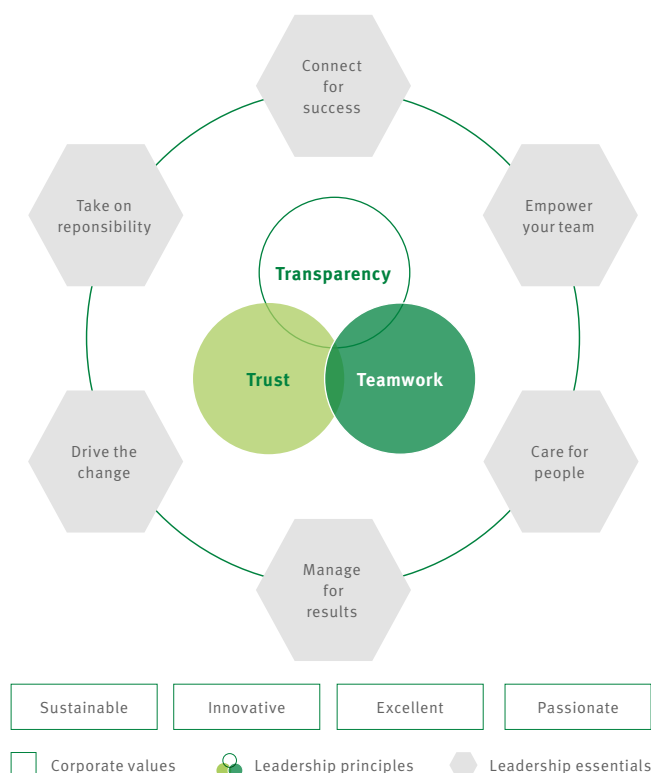 Connect
for
success
Take on
reponsibility
Empower
your team
Transparency
Trust
Teamwork
Drive the
change
Care for
people
Manage
for
results
Sustainable
Innovative
Excellent
Passionate
Corporate values
Leadership principles
Leadership essentials